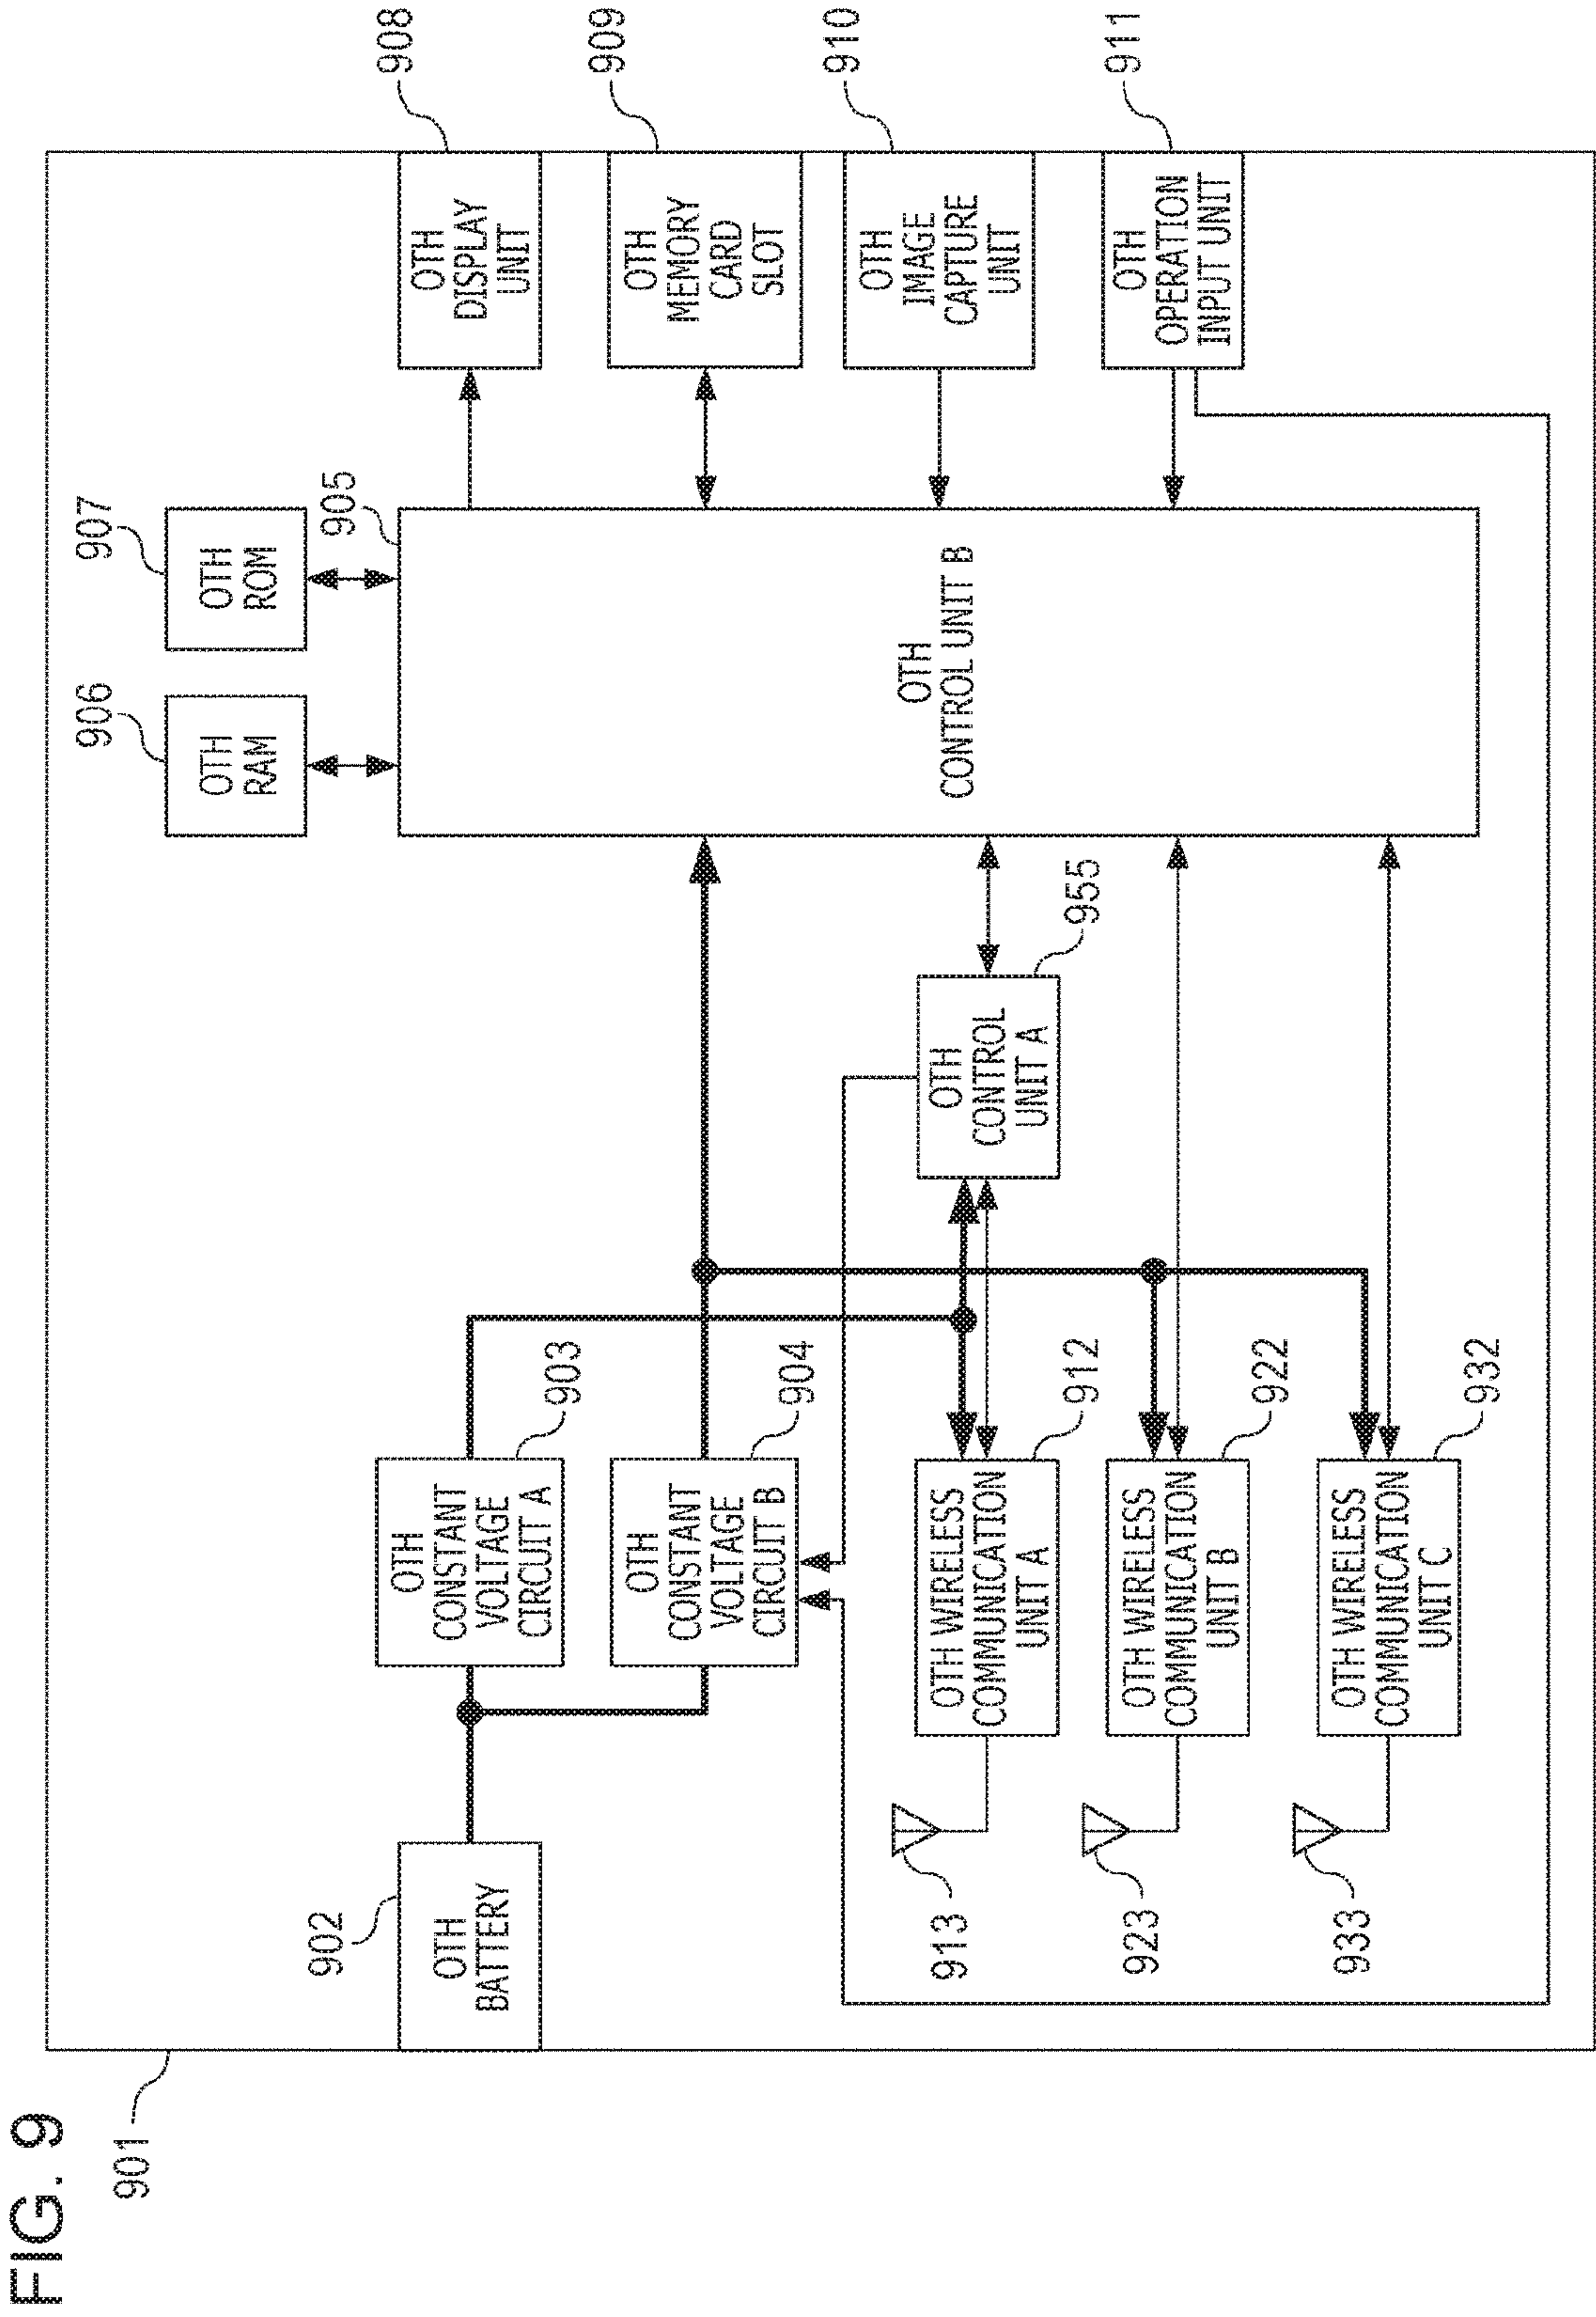 FIG. 9
901
902
OTH
BATTERY
903
OTH
CONSTANT
VOLTAGE
CIRCUIT A
904
OTH
CONSTANT
VOLTAGE
CIRCUIT B
912
OTH WIRELESS
COMMUNICATION
UNIT A
913
922
OTH WIRELESS
COMMUNICATION
UNIT B
923
932
OTH WIRELESS
COMMUNICATION
UNIT C
933
955
OTH
CONTROL
UNIT A
906
OTH
RAM
907
OTH
ROM
905
OTH
CONTROL UNIT B
908
OTH
DISPLAY
UNIT
909
OTH
MEMORY
CARD
SLOT
910
OTH
IMAGE
CAPTURE
UNIT
911
OTH
OPERATION
INPUT UNIT